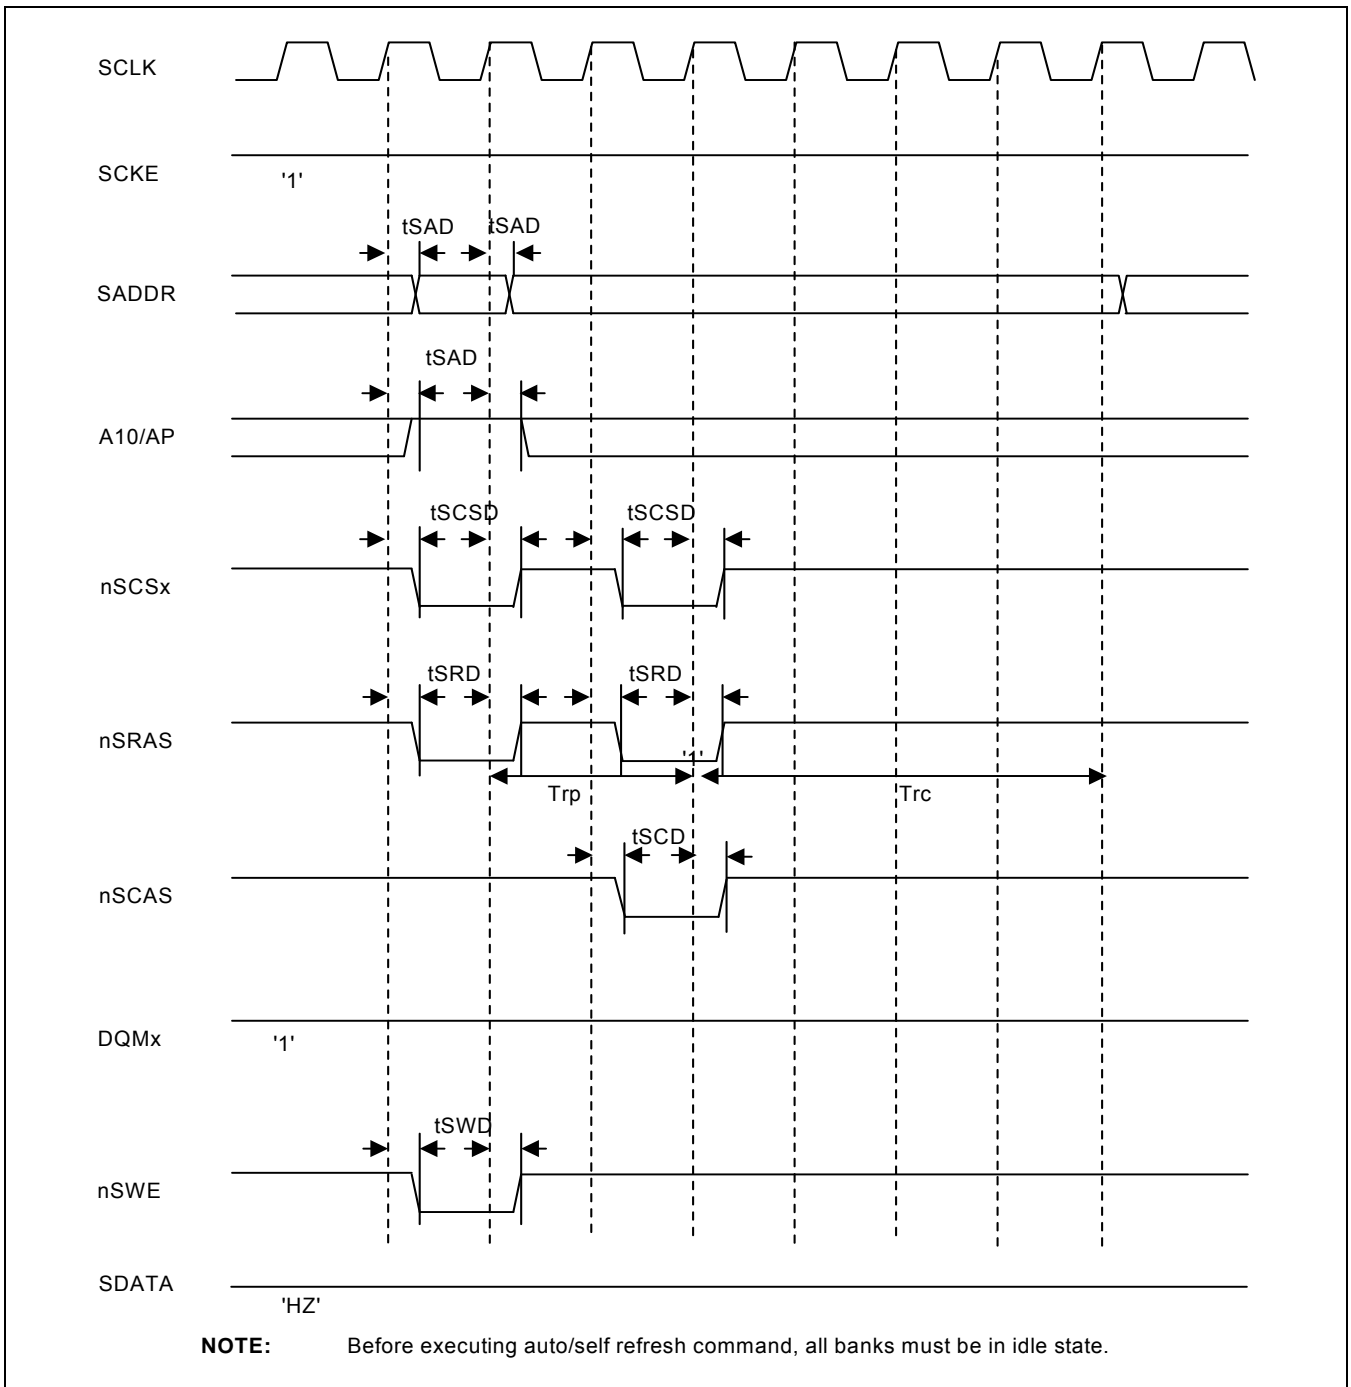 SCLK
SCKE
'1'
tSAD tSAD
SADDR
tSAD
A10/AP
tSCSD tSCSD
nSCSx
tSRD tSRD
nSRAS
'1'
Trp Trc
tSCD
nSCAS
DQMx
'1'
tSWD
nSWE
SDATA
'HZ'
NOTE: Before executing auto/self refresh command, all banks must be in idle state.